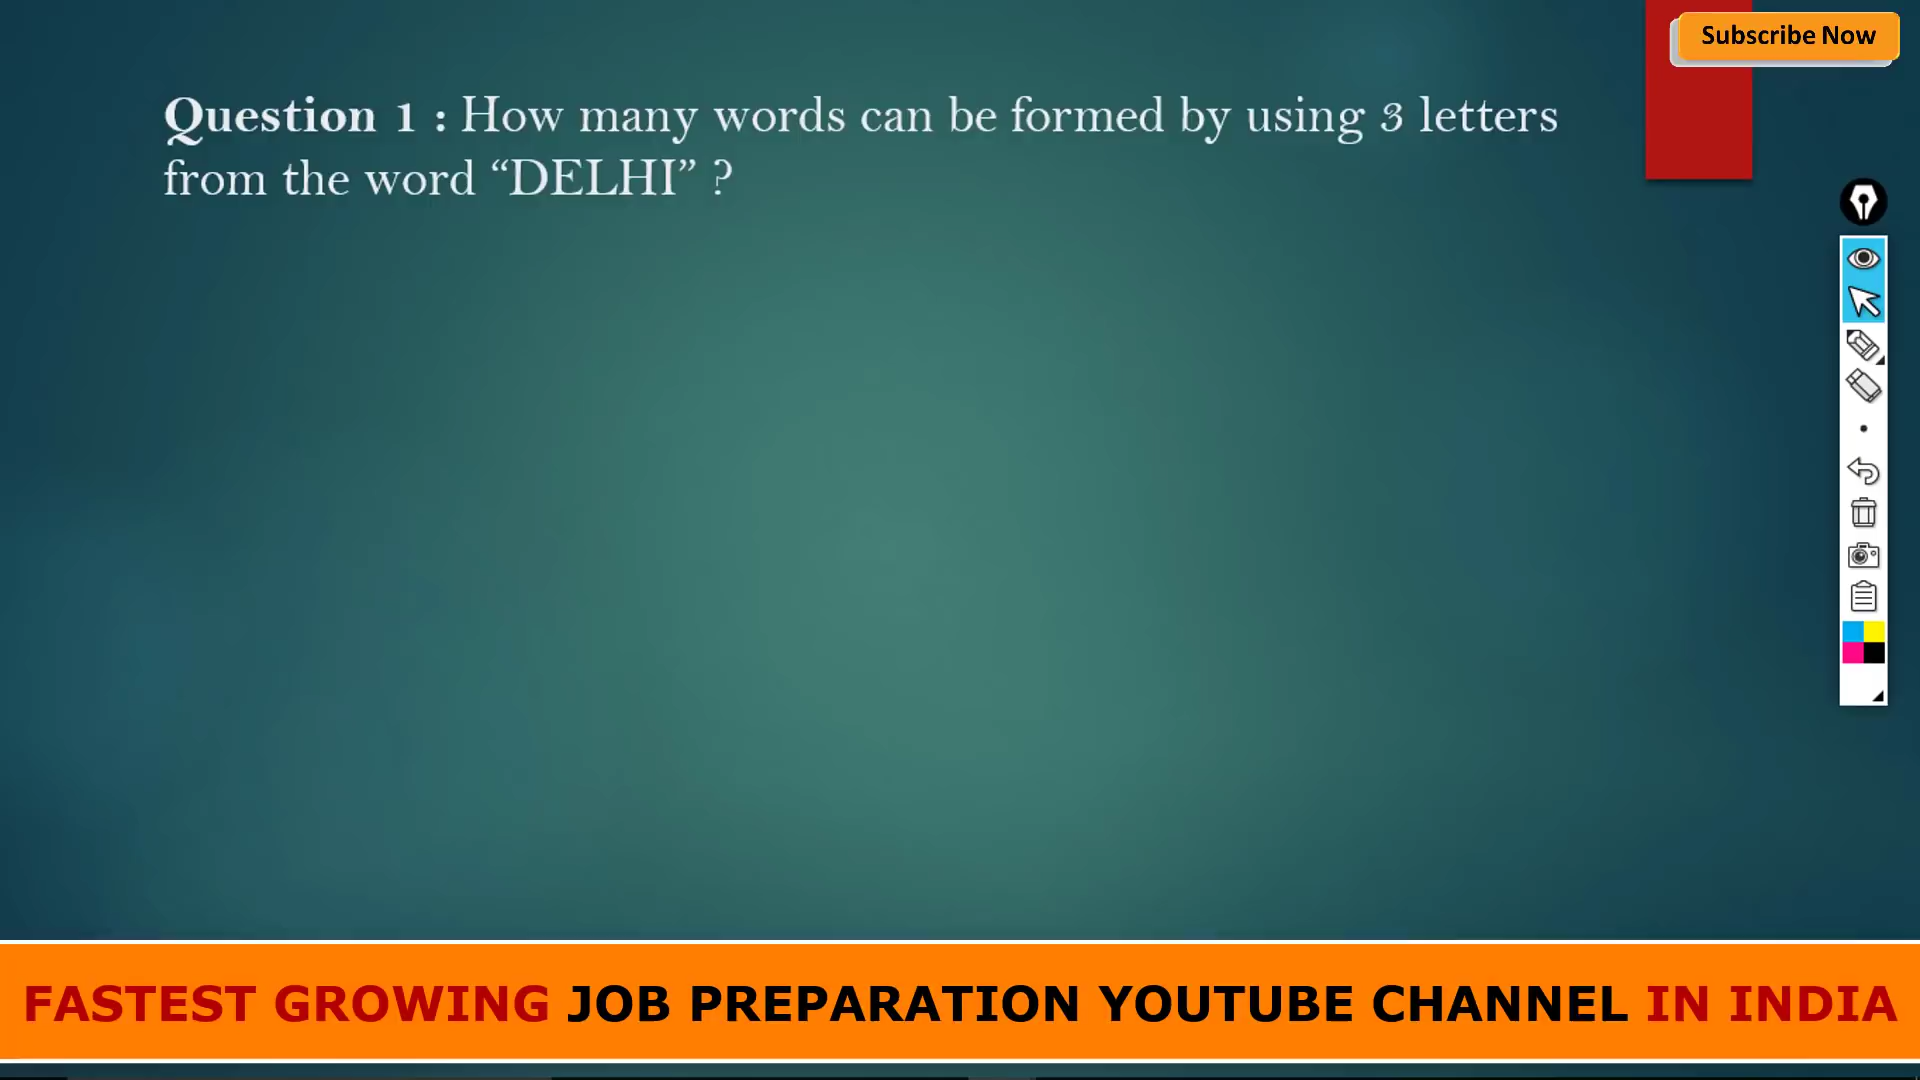 Subscribe Now
Question 1 : How many words can be formed by using 3 letters
from the word “DELHI” ?
FASTEST GROWING JOB PREPARATION YOUTUBE CHANNEL IN INDIA